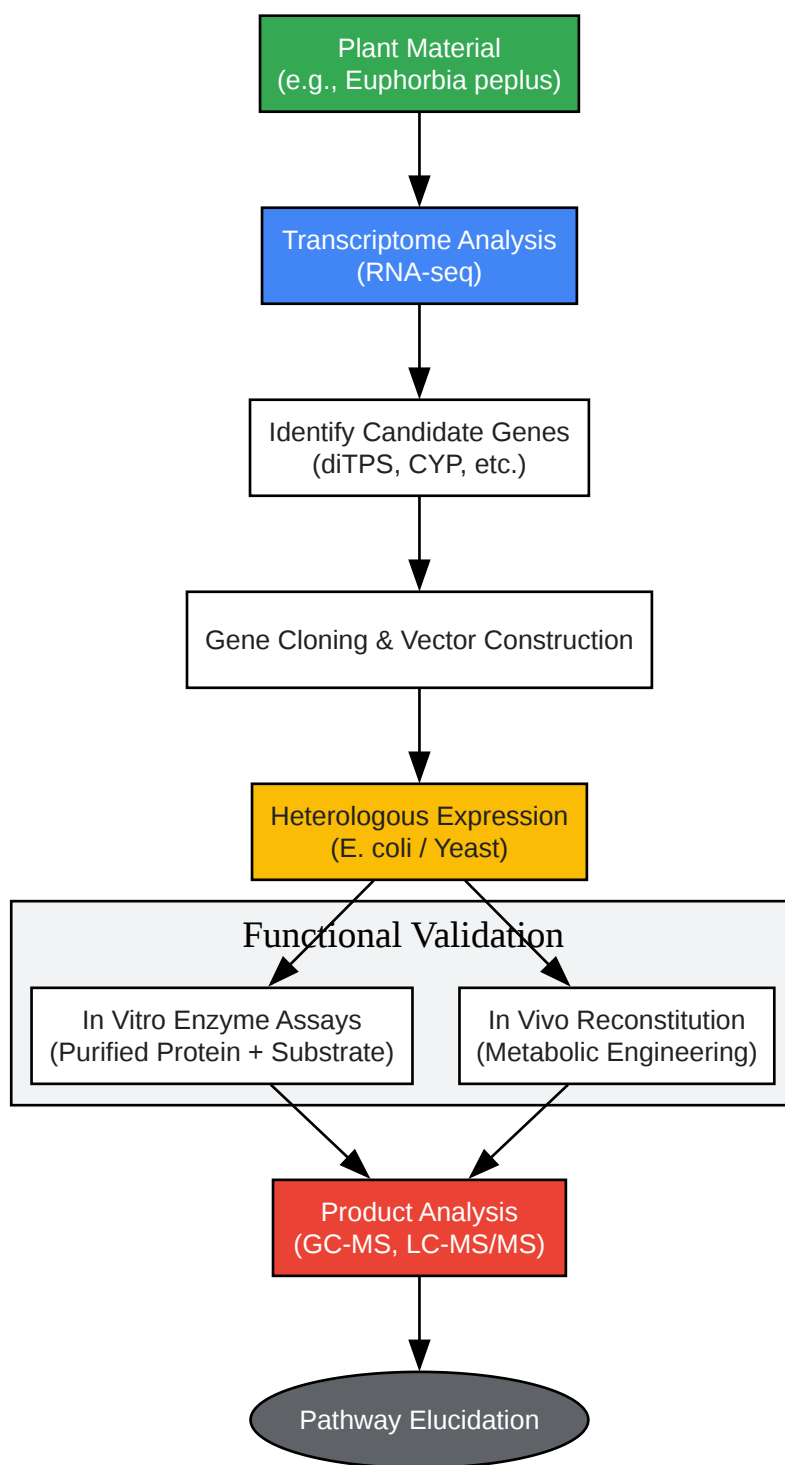 Plant Material
(e.g., Euphorbia peplus)
Transcriptome Analysis
(RNA-seq)
Identify Candidate Genes
(diTPS, CYP, etc.)
Gene Cloning & Vector Construction
Heterologous Expression
(E. coli / Yeast)
Functional Validation
In Vitro Enzyme Assays
(Purified Protein + Substrate)
In Vivo Reconstitution
(Metabolic Engineering)
Product Analysis
(GC-MS, LC-MS/MS)
Pathway Elucidation